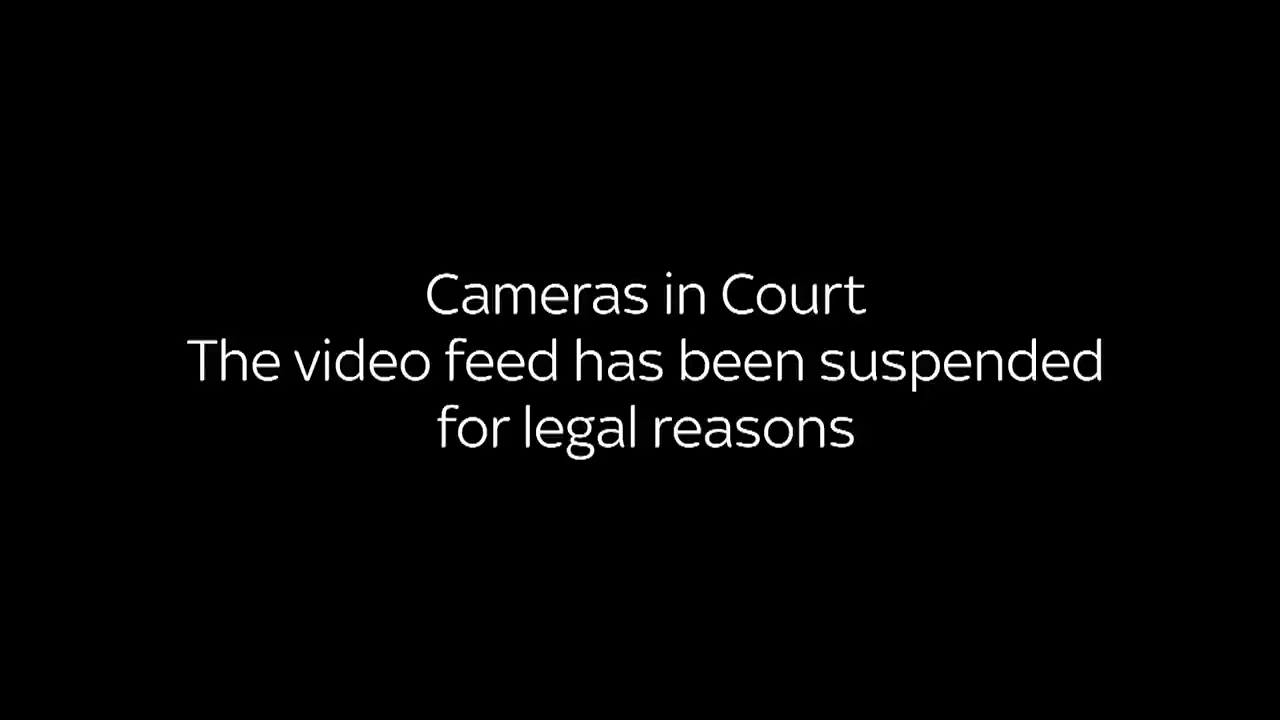 Cameras in Court
The video feed has been suspended
for legal reasons